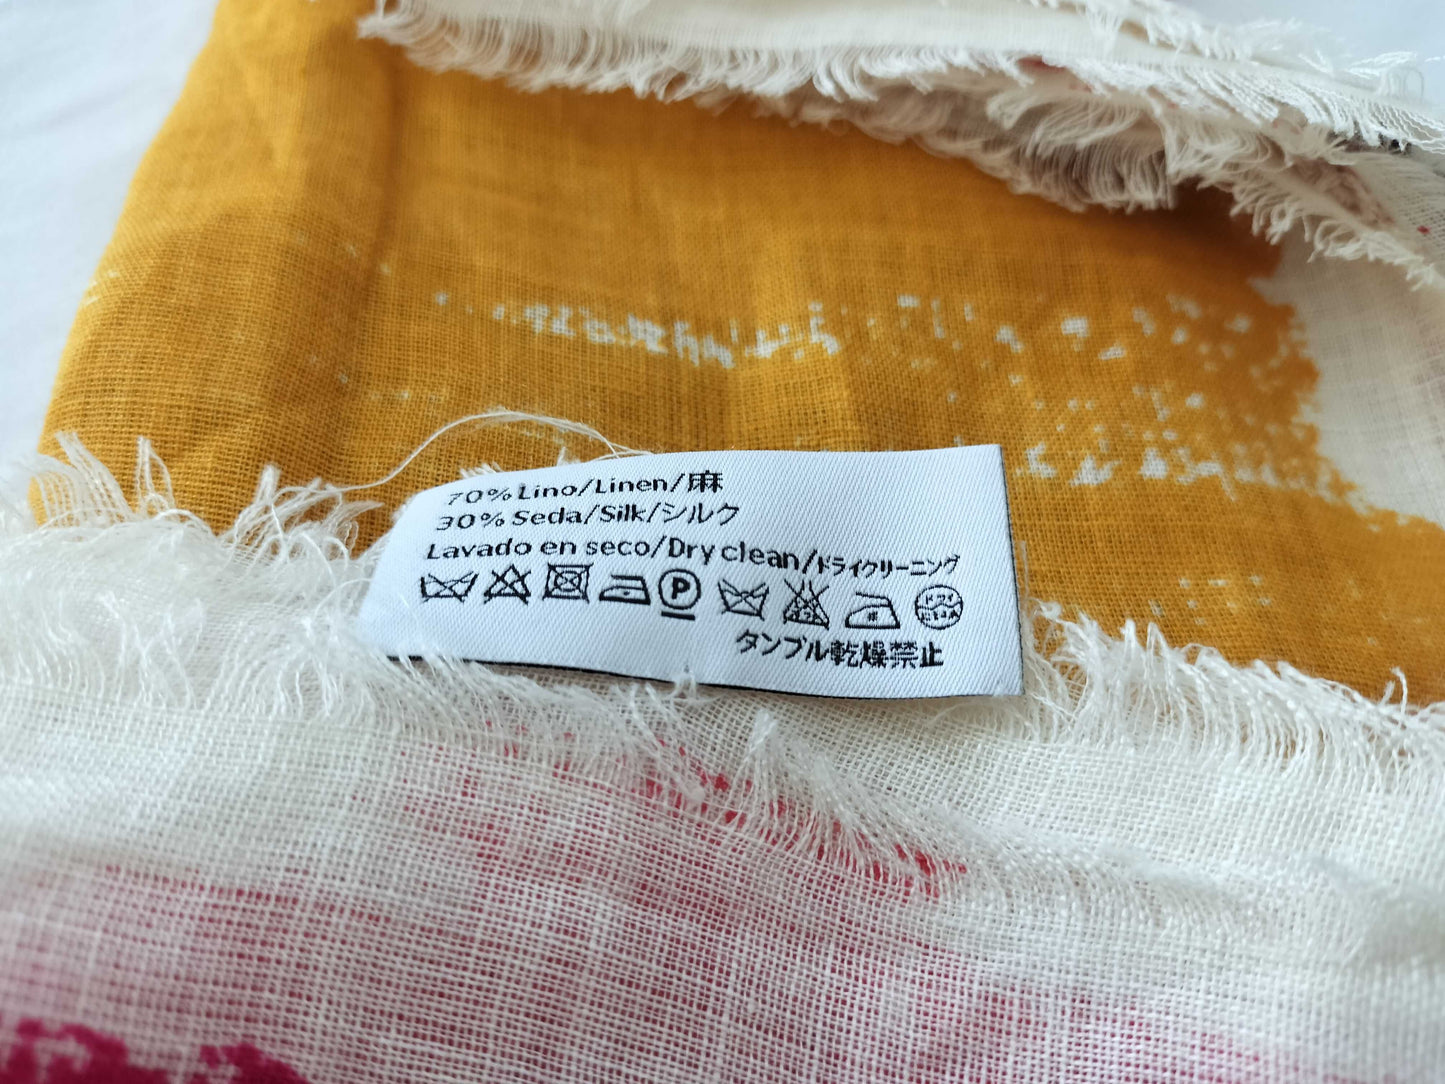 70% Lino/Linen/麻
30% Seda/Silk/シルク
Lavado en seco/Dry clean/ドライクリーニング
P
タンブル乾燥禁止